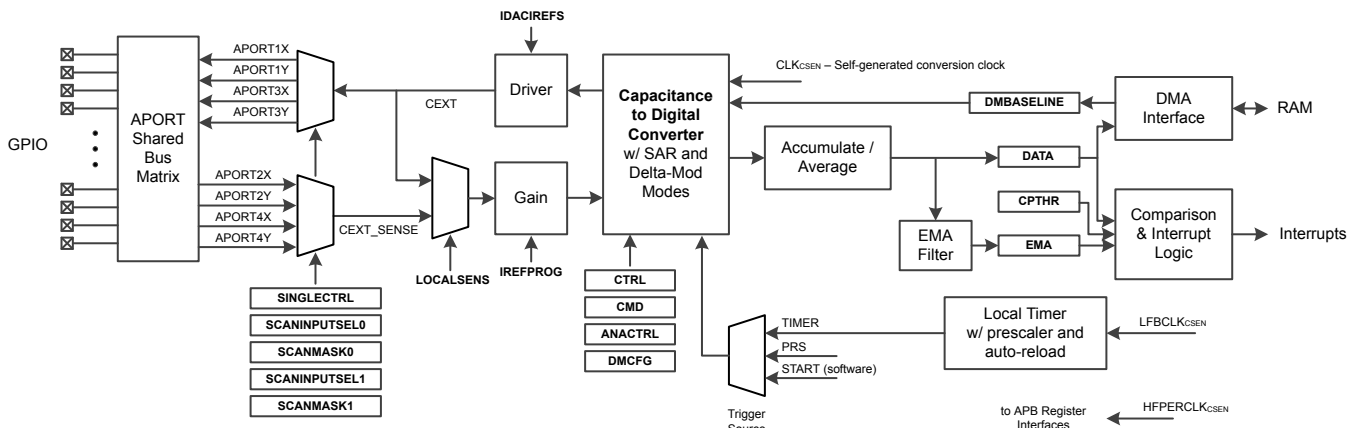 IDACIREFS
GPIO
APORT
Shared
Bus
Matrix
APORT1X
APORT1Y
APORT3X
APORT3Y
APORT2X
APORT2Y
APORT4X
APORT4Y
CEXT
CEXT_SENSE
Driver
Gain
LOCALSENS
IREFPROG
Capacitance
to Digital
Converter
w/ SAR and
Delta-Mod
Modes
CLKCSEN – Self-generated conversion clock
DMBASELINE
DMA
Interface
RAM
Accumulate /
Average
DATA
CPTHR
EMA
Filter
EMA
Comparison
& Interrupt
Logic
Interrupts
SINGLECTRL
SCANINPUTSEL0
SCANMASK0
SCANINPUTSEL1
SCANMASK1
CTRL
CMD
ANACTRL
DMCFG
TIMER
PRS
START (software)
Local Timer
w/ prescaler and
auto-reload
LFBCLKCSEN
Trigger
Source
to APB Register
Interfaces
HFPERCLKCSEN